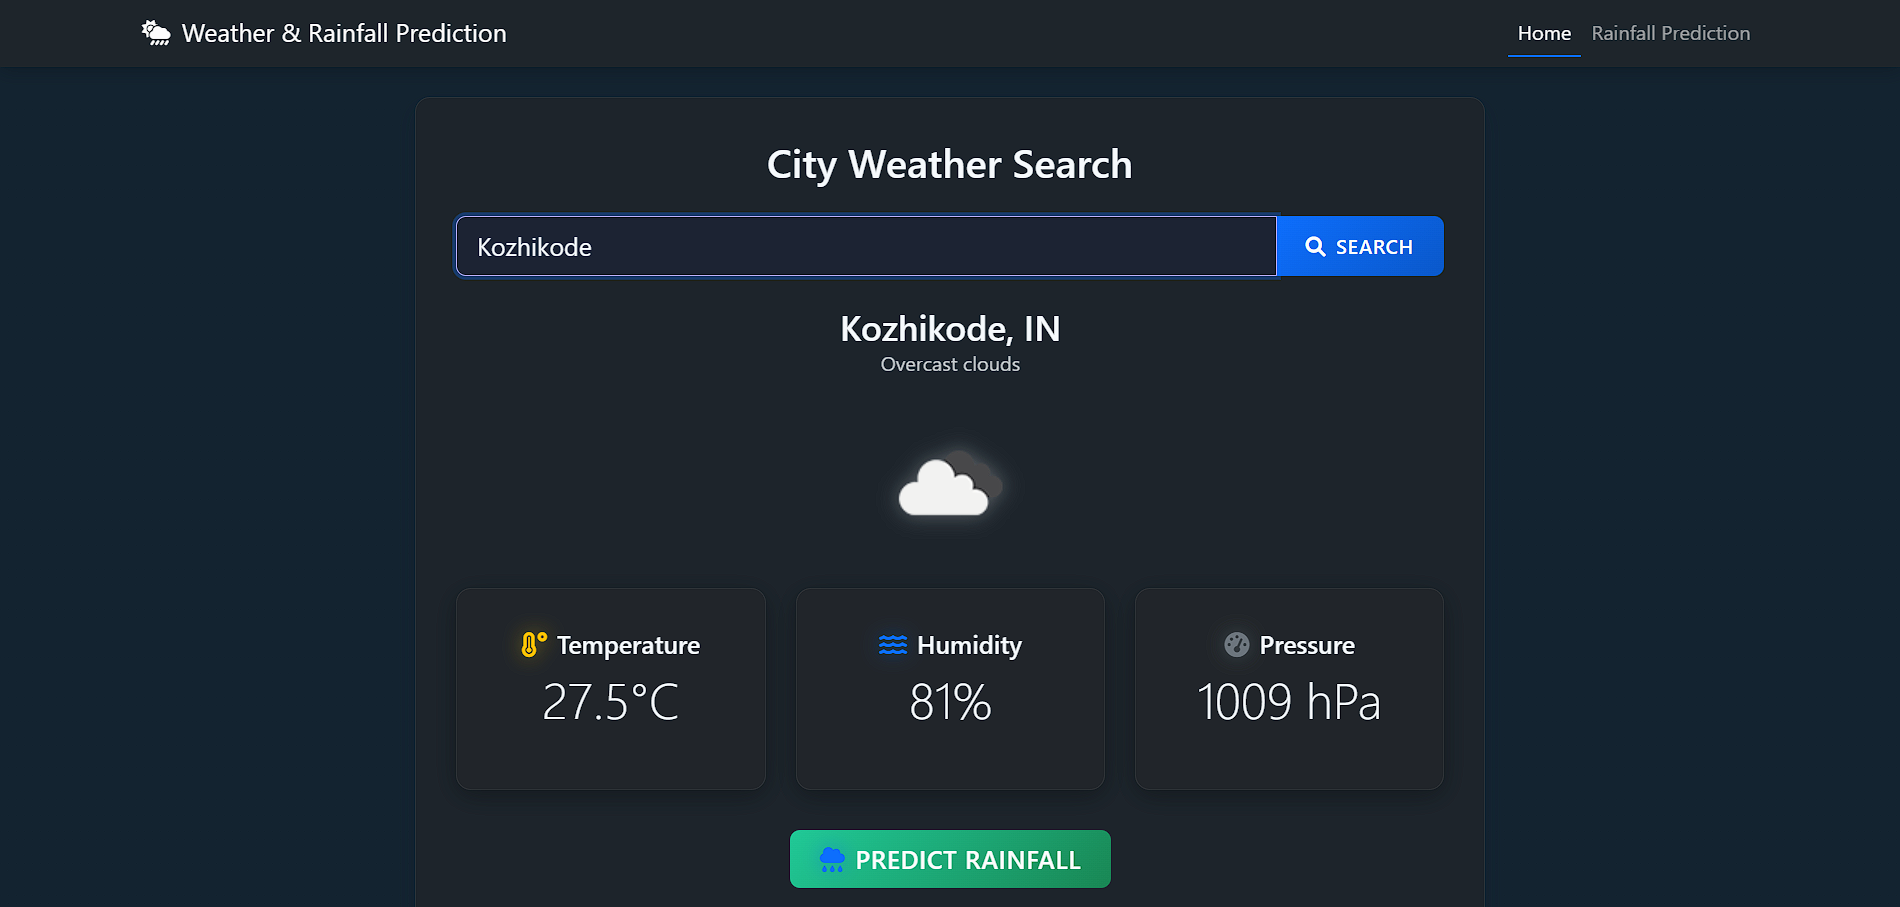 Weather & Rainfall Prediction
Home
Rainfall Prediction
City Weather Search
Kozhikode
SEARCH
Kozhikode, IN
Overcast clouds
Temperature
27.5°C
Humidity
81%
Pressure
1009 hPa
PREDICT RAINFALL